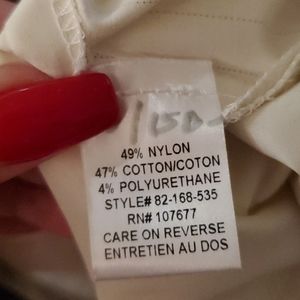 49% NYLON
47% COTTON/COTON
4% POLYURETHANE
STYLE# 82-168-535
RN# 107677
CARE ON REVERSE
ENTRETIEN AU DOS